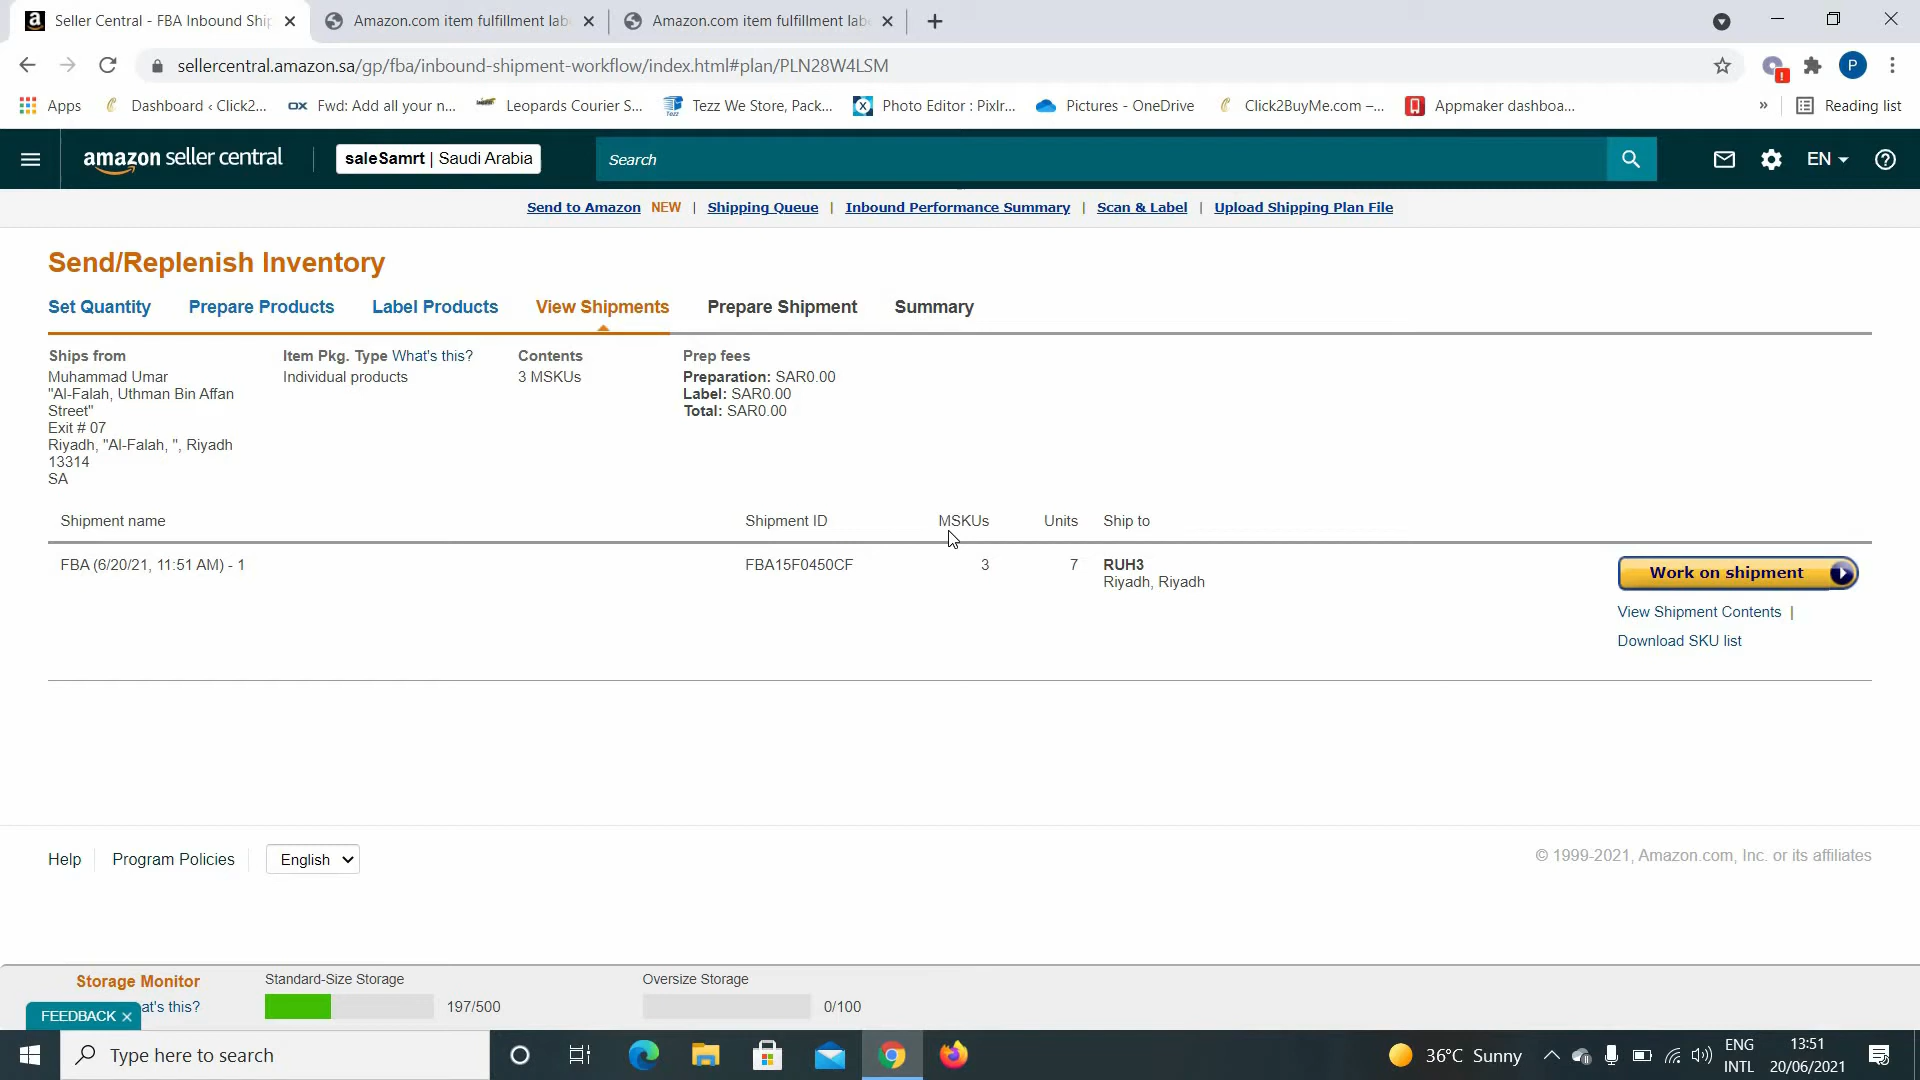 Seller Central - FBA Inbound Ship
Amazon.com item fulfillment lab
Amazon.com item fulfillment lab
sellercentral.amazon.sa/gp/fba/inbound-shipment-workflow/index.html#plan/PLN28W4LSM
P
Apps
Dashboard ‹ Click2...
Fwd: Add all your n...
Leopards Courier S...
Tezz We Store, Pack...
Photo Editor : Pixlr...
Pictures - OneDrive
Click2BuyMe.com –...
Appmaker dashboa...
»
Reading list
amazon seller central
saleSamrt | Saudi Arabia
Search
EN
Send to Amazon NEW | Shipping Queue | Inbound Performance Summary | Scan & Label | Upload Shipping Plan File
Send/Replenish Inventory
Set Quantity Prepare Products Label Products View Shipments Prepare Shipment Summary
Ships from
Muhammad Umar
"Al-Falah, Uthman Bin Affan
Street"
Exit # 07
Riyadh, "Al-Falah, ", Riyadh
13314
SA
Item Pkg. Type What's this?
Individual products
Contents
3 MSKUs
Prep fees
Preparation: SAR0.00
Label: SAR0.00
Total: SAR0.00
Shipment name Shipment ID MSKUs Units Ship to
FBA (6/20/21, 11:51 AM) - 1 FBA15F0450CF 3 7 RUH3
Riyadh, Riyadh
Work on shipment
View Shipment Contents |
Download SKU list
Help Program Policies English
© 1999-2021, Amazon.com, Inc. or its affiliates
Storage Monitor
at's this?
Standard-Size Storage
197/500
Oversize Storage
0/100
FEEDBACK ×
Type here to search
36°C Sunny
ENG
INTL
13:51
20/06/2021